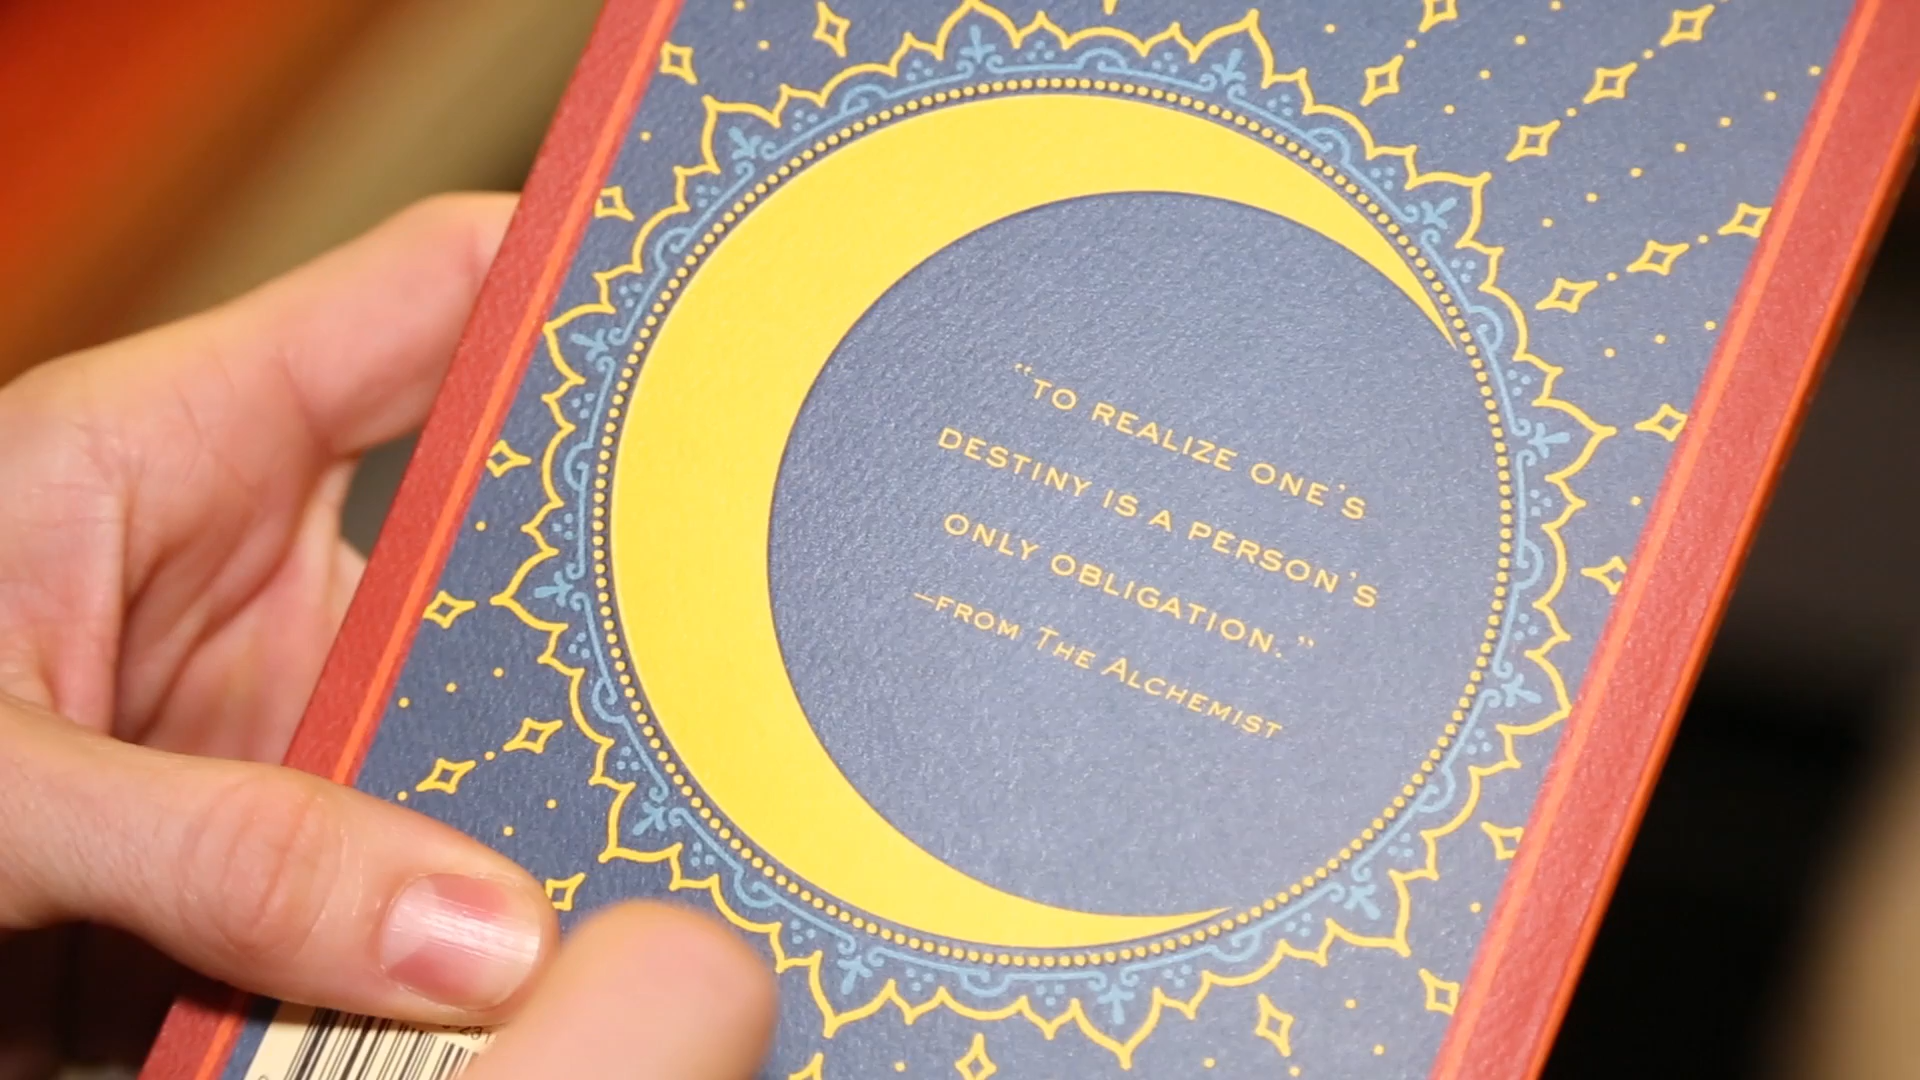 “TO REALIZE ONE’S
DESTINY IS A PERSON’S
ONLY OBLIGATION.”
—FROM THE ALCHEMIST